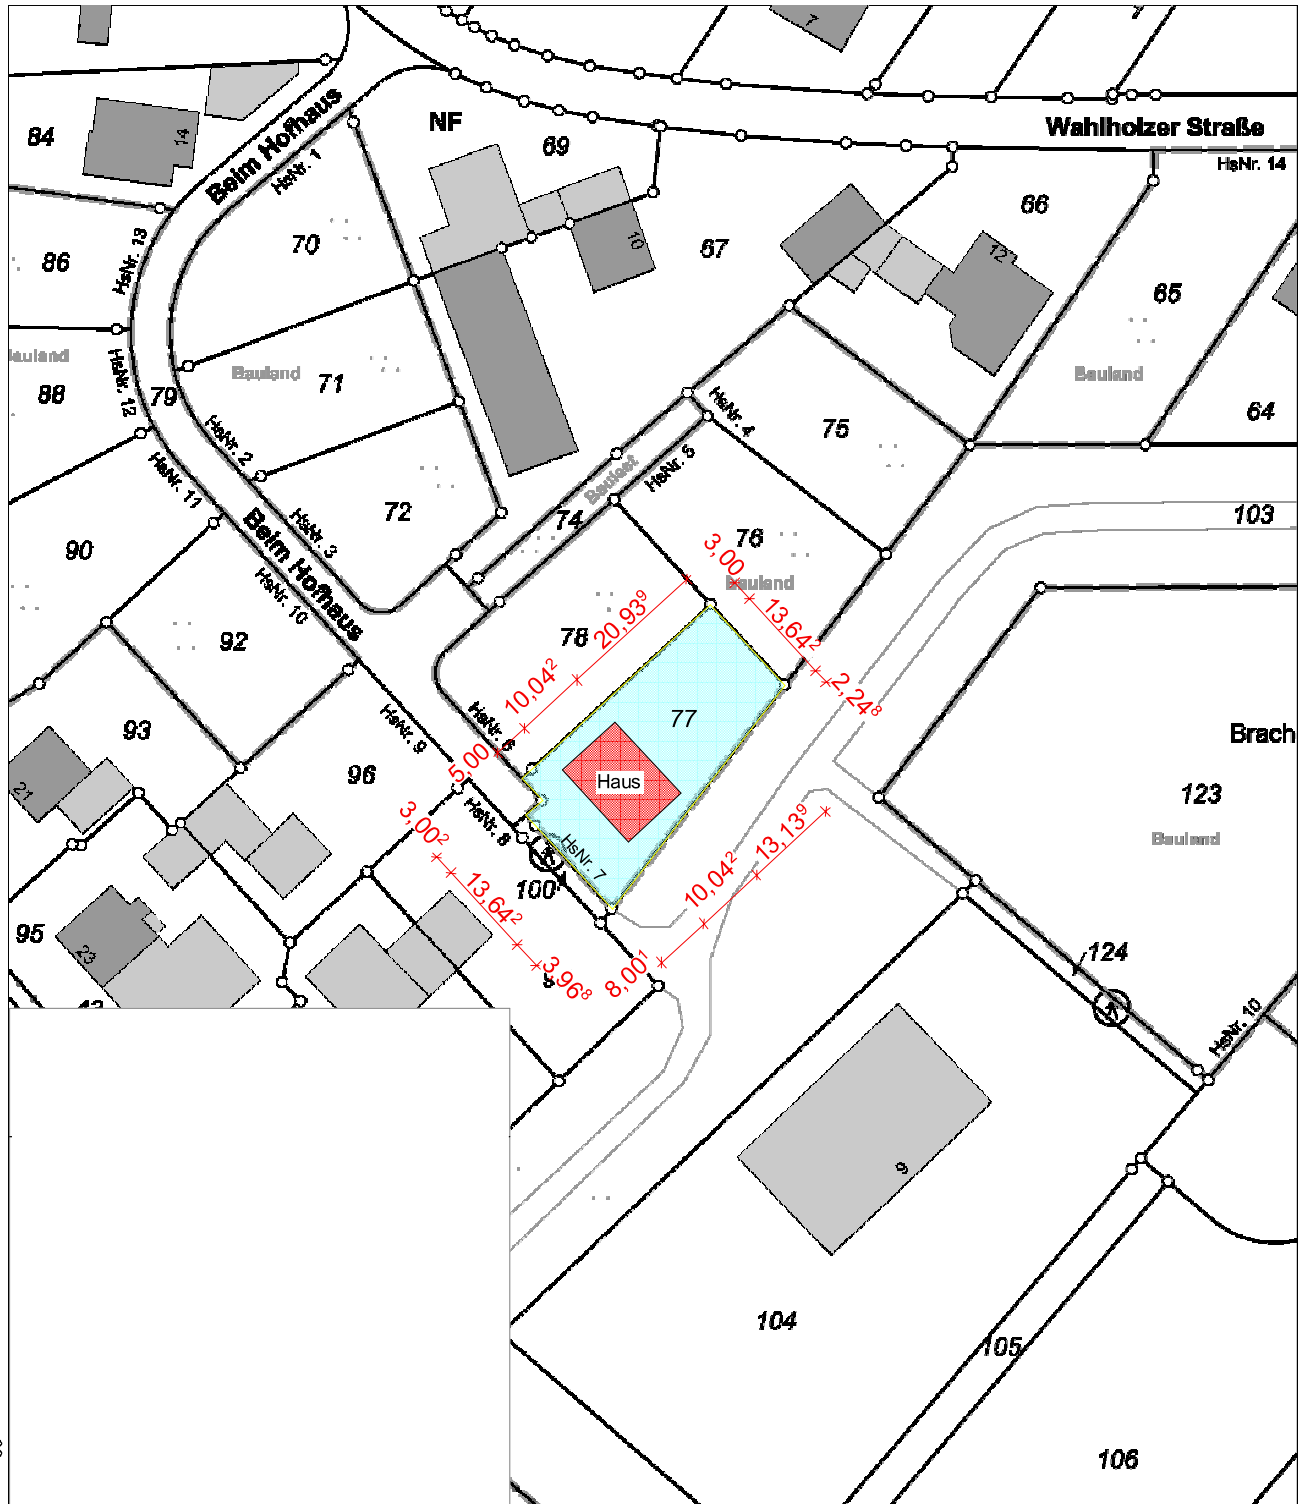 7
84
14
Beim Hofhaus
HsNr. 1
NF
69
Wahlholzer Straße
HsNr. 14
86
HsNr. 13
70
10
67
66
12
65
Bauland
88
HsNr. 12
79
Bauland
71
Bauland
64
HsNr. 2
HsNr. 4
75
HsNr. 11
HsNr. 5
Baulast
72
HsNr. 3
74
103
90
Beim Hofhaus
76
HsNr. 10
3,00
Bauland
92
20,93⁹
13,64²
78
10,04²
2,24⁸
93
HsNr. 9
HsNr. 6
77
Brach
5,00
96
Haus
21
123
3,00²
HsNr. 8
HsNr. 7
13,13⁹
Bauland
100
13,64²
10,04²
95
23
124
3,96⁸
8,00¹
HsNr. 10
9
104
105
106